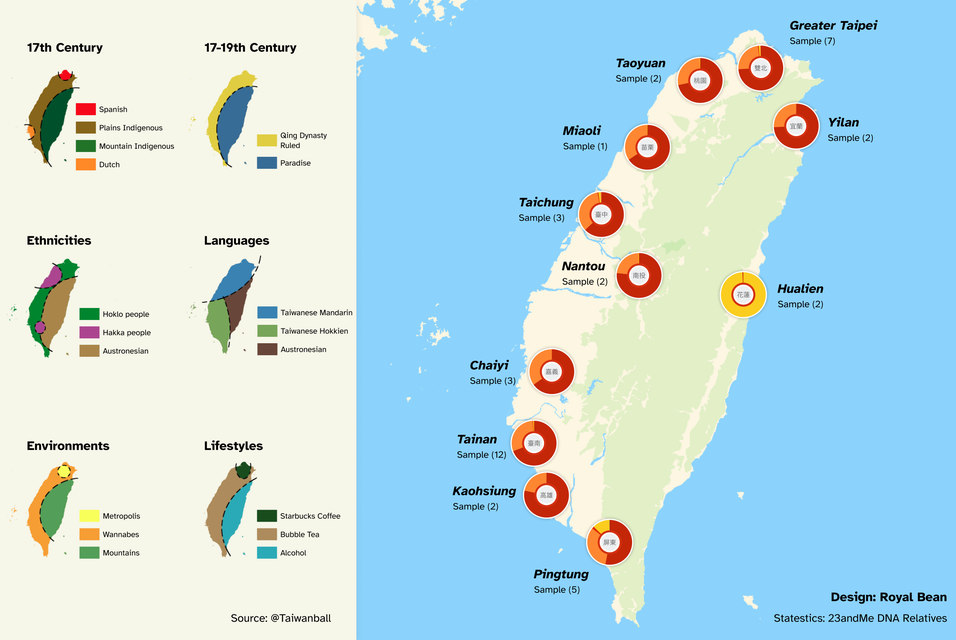 17th Century
Spanish
Plains Indigenous
Mountain Indigenous
Dutch
17-19th Century
Qing Dynasty
Ruled
Paradise
Ethnicities
Hoklo people
Hakka people
Austronesian
Languages
Taiwanese Mandarin
Taiwanese Hokkien
Austronesian
Environments
Metropolis
Wannabes
Mountains
Lifestyles
Starbucks Coffee
Bubble Tea
Alcohol
Source: @Taiwanball
Greater Taipei
Sample (7)
雙北
Taoyuan
Sample (2)
桃園
Yilan
Sample (2)
宜蘭
Miaoli
Sample (1)
苗栗
Taichung
Sample (3)
臺中
Nantou
Sample (2)
南投
Hualien
Sample (2)
花蓮
Chaiyi
Sample (3)
嘉義
Tainan
Sample (12)
臺南
Kaohsiung
Sample (2)
高雄
Pingtung
Sample (5)
屏東
Design: Royal Bean
Statestics: 23andMe DNA Relatives